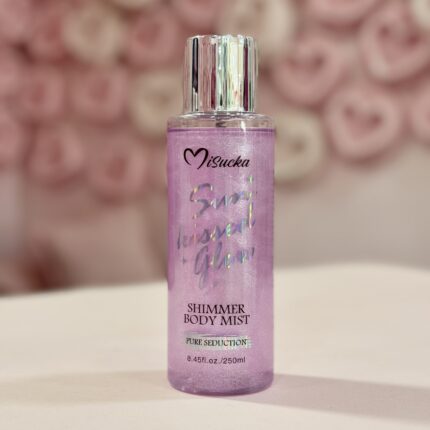 Misucka
Sun
kissed
Glow
SHIMMER
BODY MIST
PURE SEDUCTION
8.45fl.oz./250ml